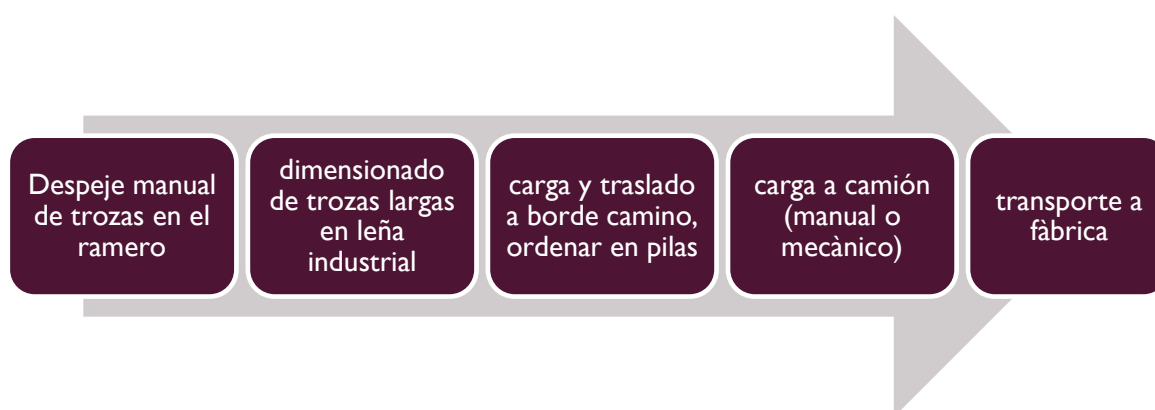 Despeje manual
de trozas en el
ramero
dimensionado
de trozas largas
en leña
industrial
carga y traslado
a borde camino,
ordenar en pilas
carga a camión
(manual o
mecànico)
transporte a
fàbrica